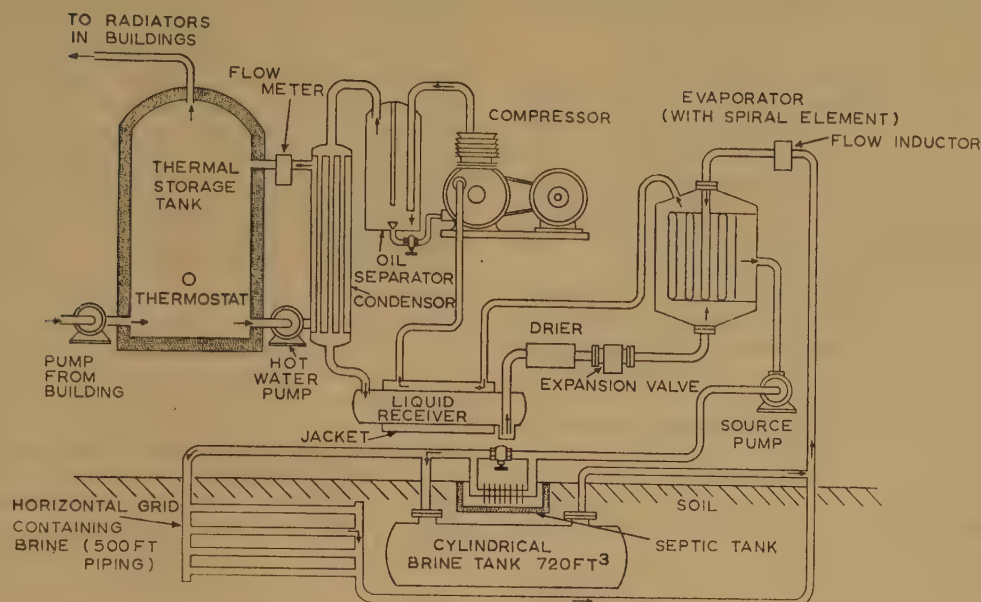 TO RADIATORS
IN BUILDINGS
FLOW
METER
COMPRESSOR
EVAPORATOR
(WITH SPIRAL ELEMENT)
FLOW INDUCTOR
THERMAL
STORAGE
TANK
OIL
SEPARATOR
THERMOSTAT
CONDENSOR
DRIER
PUMP
FROM
BUILDING
HOT
WATER
PUMP
EXPANSION VALVE
LIQUID
RECEIVER
SOURCE
PUMP
JACKET
HORIZONTAL GRID
CONTAINING
BRINE (500FT
PIPING)
SOIL
CYLINDRICAL
BRINE TANK 720FT³
SEPTIC TANK